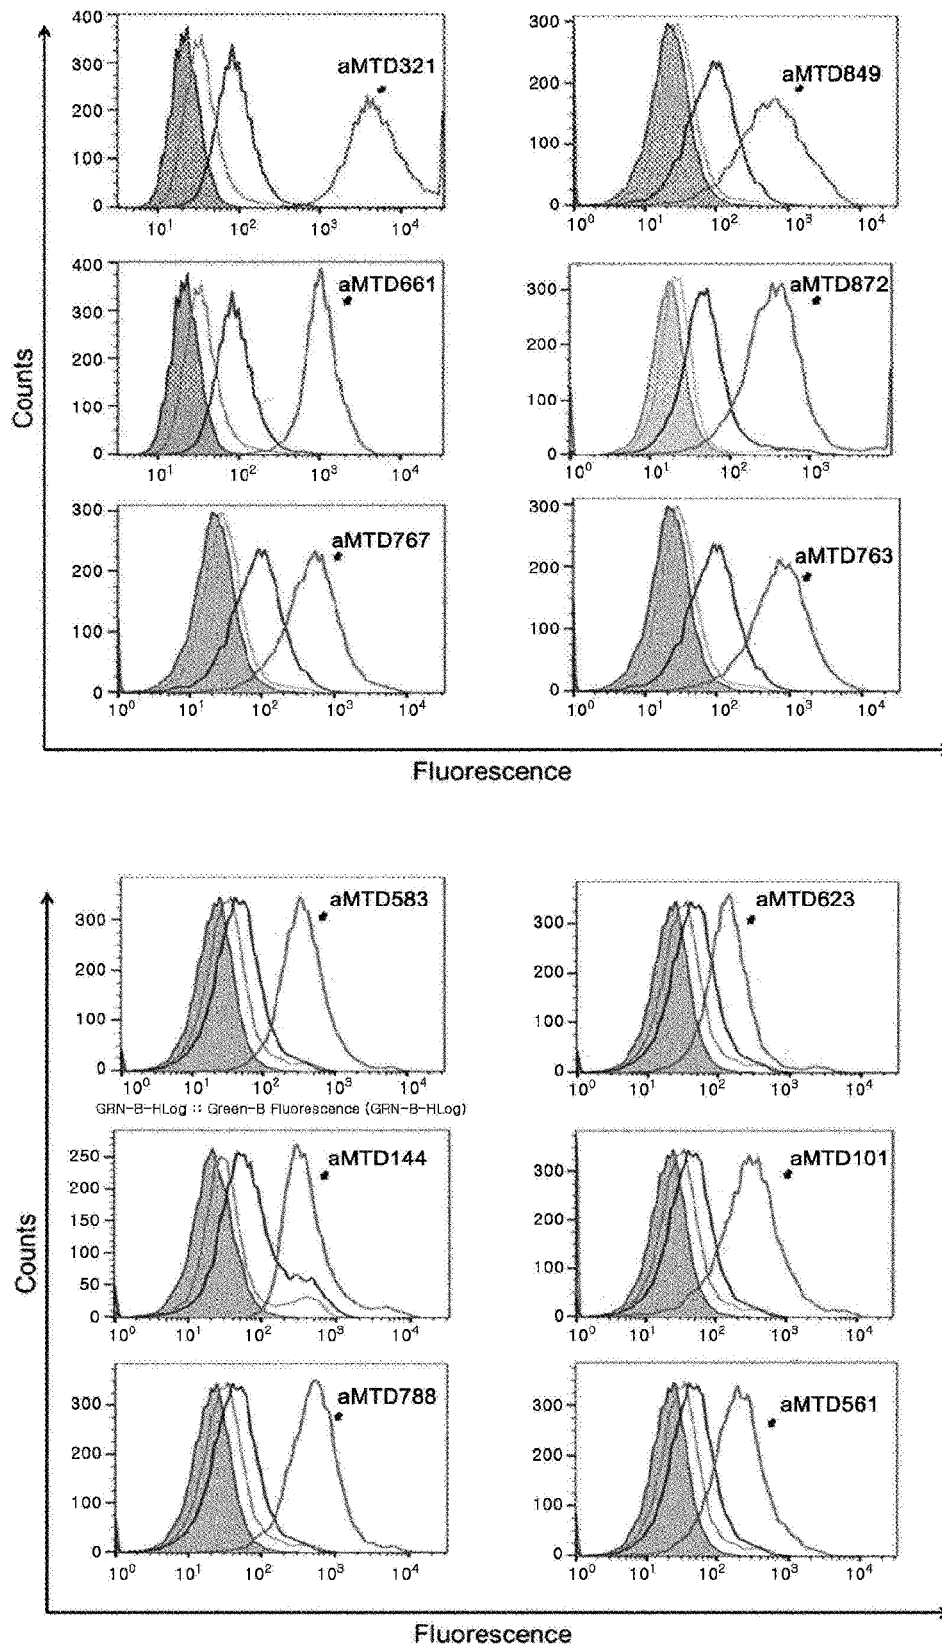 400
300
200
100
0
aMTD321
10¹ 10² 10³ 10⁴
300
200
100
0
aMTD849
10⁰ 10¹ 10² 10³ 10⁴
400
300
200
100
0
aMTD661
10¹ 10² 10³ 10⁴
300
200
100
0
aMTD872
10⁰ 10¹ 10² 10³
300
200
100
0
aMTD767
10⁰ 10¹ 10² 10³ 10⁴
300
200
100
0
aMTD763
10⁰ 10¹ 10² 10³ 10⁴
Counts
Fluorescence
300
200
100
0
aMTD583
10⁰ 10¹ 10² 10³ 10⁴
GRN-B-HLog :: Green-B Fluorescence (GRN-B-HLog)
300
200
100
0
aMTD623
10⁰ 10¹ 10² 10³ 10⁴
250
200
150
100
50
0
aMTD144
10⁰ 10¹ 10² 10³ 10⁴
300
200
100
0
aMTD101
10⁰ 10¹ 10² 10³ 10⁴
300
200
100
0
aMTD788
10⁰ 10¹ 10² 10³ 10⁴
300
200
100
0
aMTD561
10⁰ 10¹ 10² 10³ 10⁴
Counts
Fluorescence